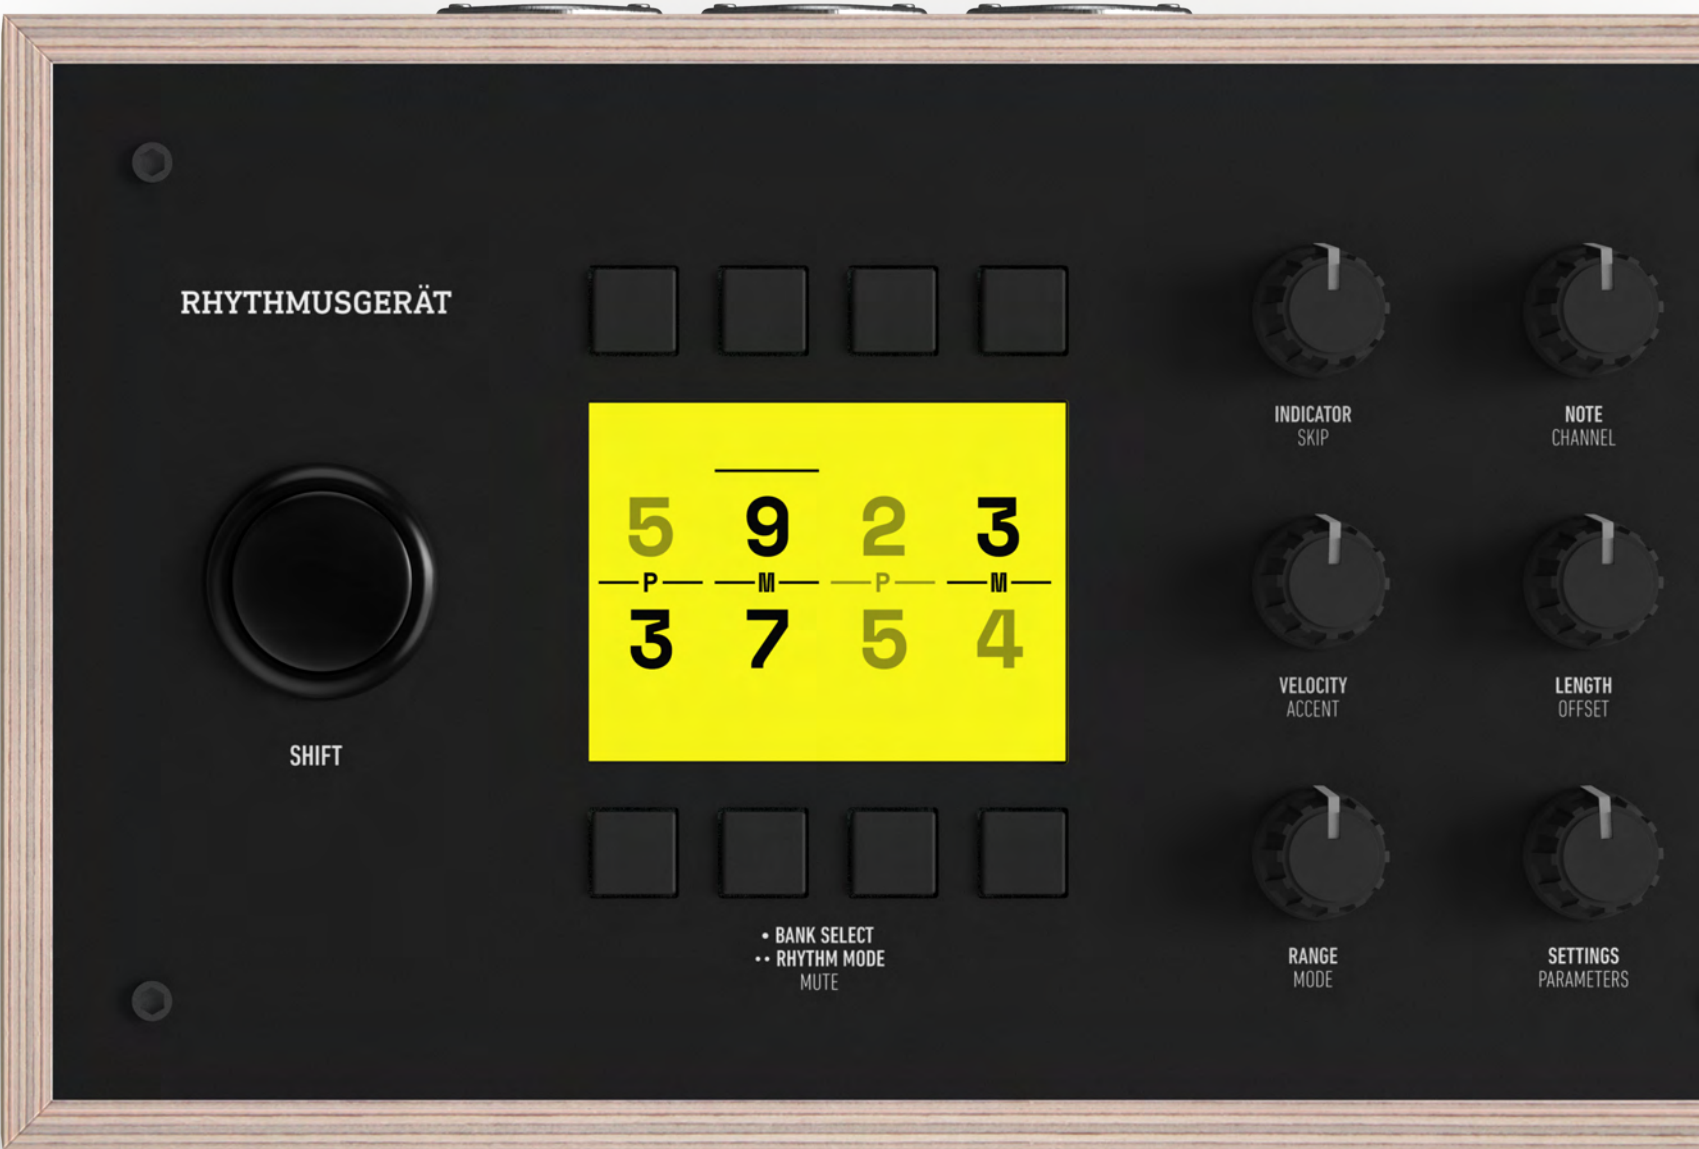 RHYTHMUSGERÄT
5 9 2 3
P M P M
3 7 5 4
SHIFT
INDICATOR
SKIP
NOTE
CHANNEL
VELOCITY
ACCENT
LENGTH
OFFSET
• BANK SELECT
•• RHYTHM MODE
MUTE
RANGE
MODE
SETTINGS
PARAMETERS